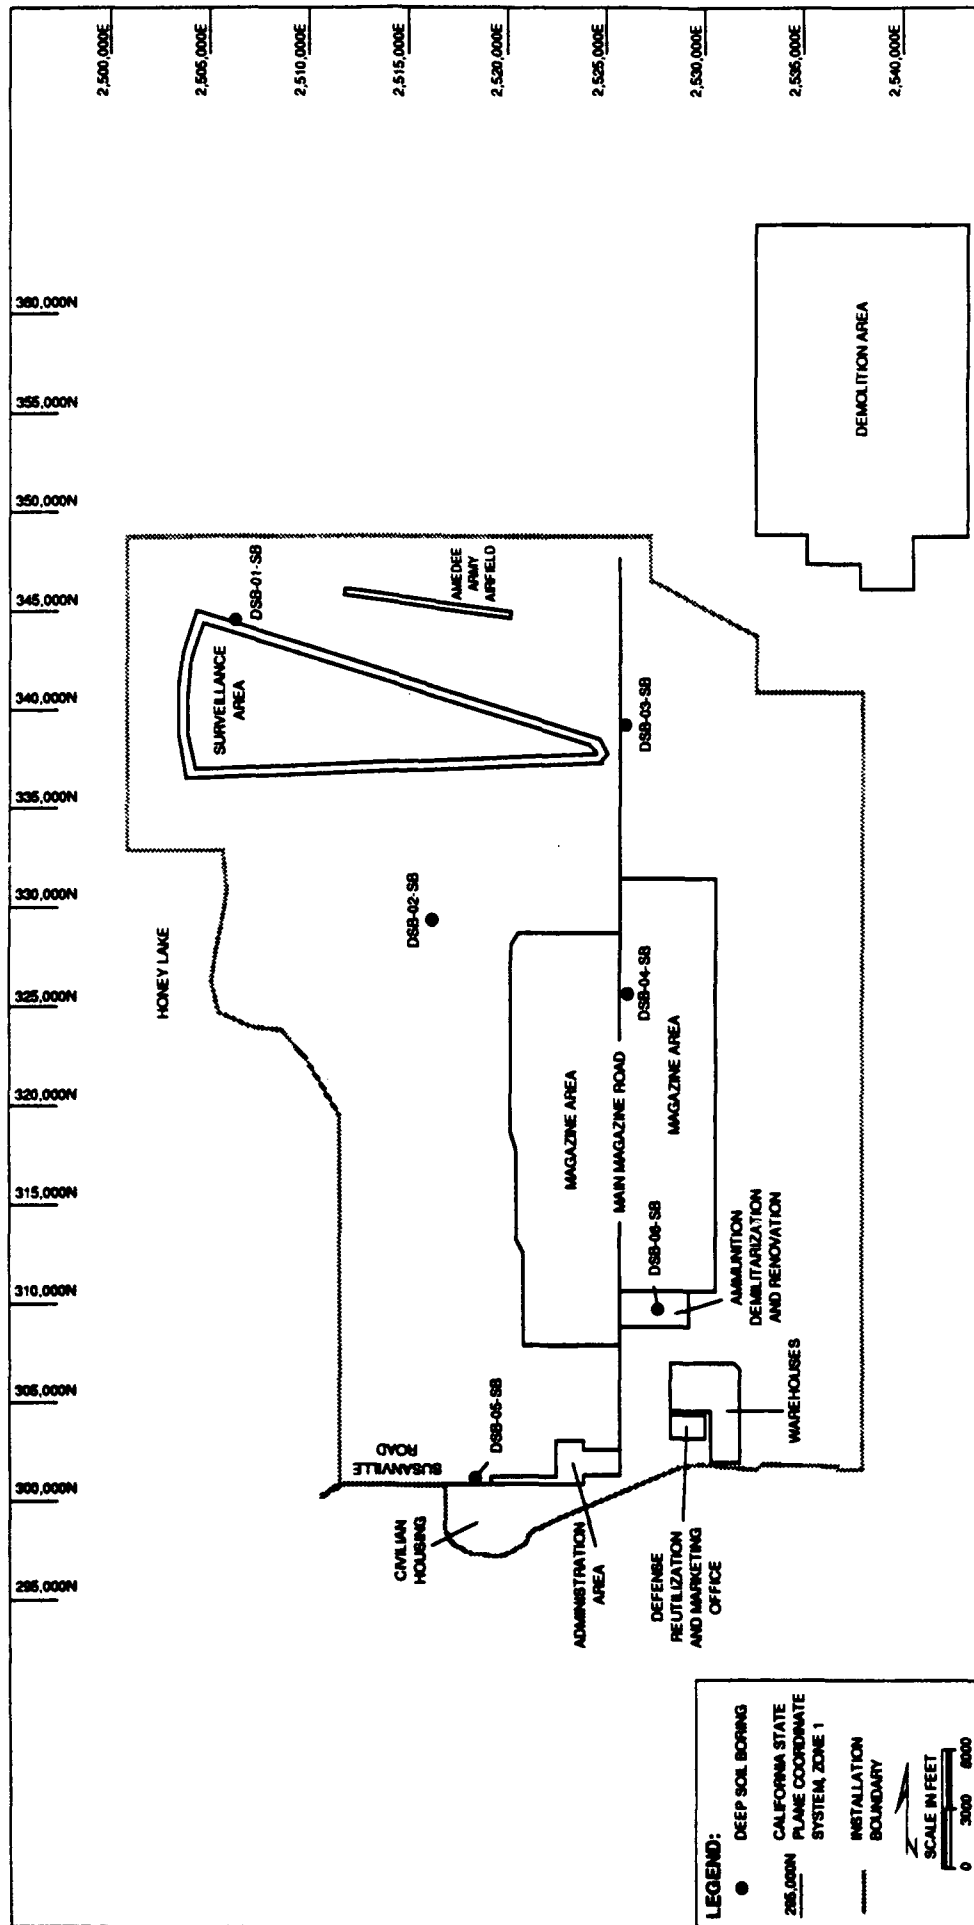 2,500,000E
2,505,000E
2,510,000E
2,515,000E
2,520,000E
2,525,000E
2,530,000E
2,535,000E
2,540,000E
295,000N
300,000N
305,000N
310,000N
315,000N
320,000N
325,000N
330,000N
335,000N
340,000N
345,000N
350,000N
355,000N
360,000N
HONEY LAKE
SURVEILLANCE
AREA
DSB-01-SB
AMEDEE
ARMY
AIRFIELD
DSB-02-SB
DSB-03-SB
DSB-04-SB
MAGAZINE AREA
MAIN MAGAZINE ROAD
MAGAZINE AREA
DSB-06-SB
AMMUNITION
DEMILITARIZATION
AND RENOVATION
WAREHOUSES
SUSANVILLE
ROAD
DSB-05-SB
CIVILIAN
HOUSING
ADMINISTRATION
AREA
DEFENSE
REUTILIZATION
AND MARKETING
OFFICE
DEMOLITION AREA
LEGEND:
DEEP SOIL BORING
295,000N
CALIFORNIA STATE
PLANE COORDINATE
SYSTEM, ZONE 1
INSTALLATION
BOUNDARY
N
SCALE IN FEET
0 3000 6000